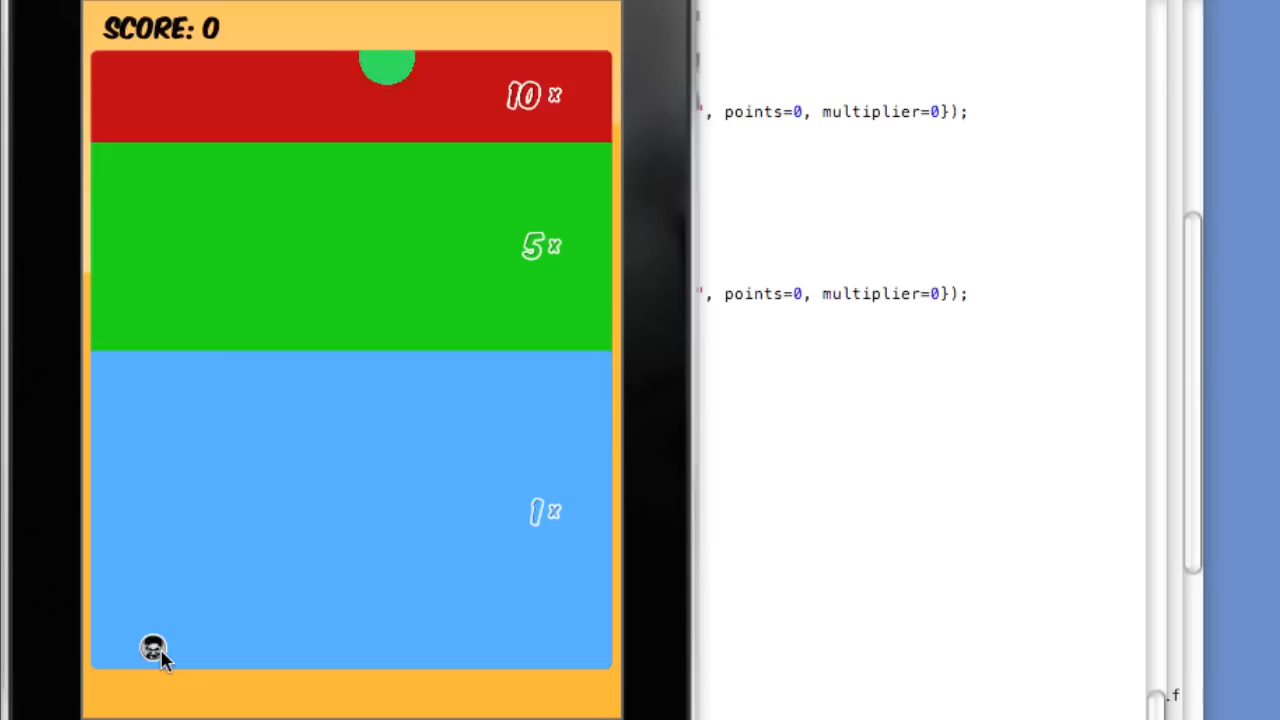 SCORE: 0
10 x
", points=0, multiplier=0});
5 x
", points=0, multiplier=0});
1 x
.f